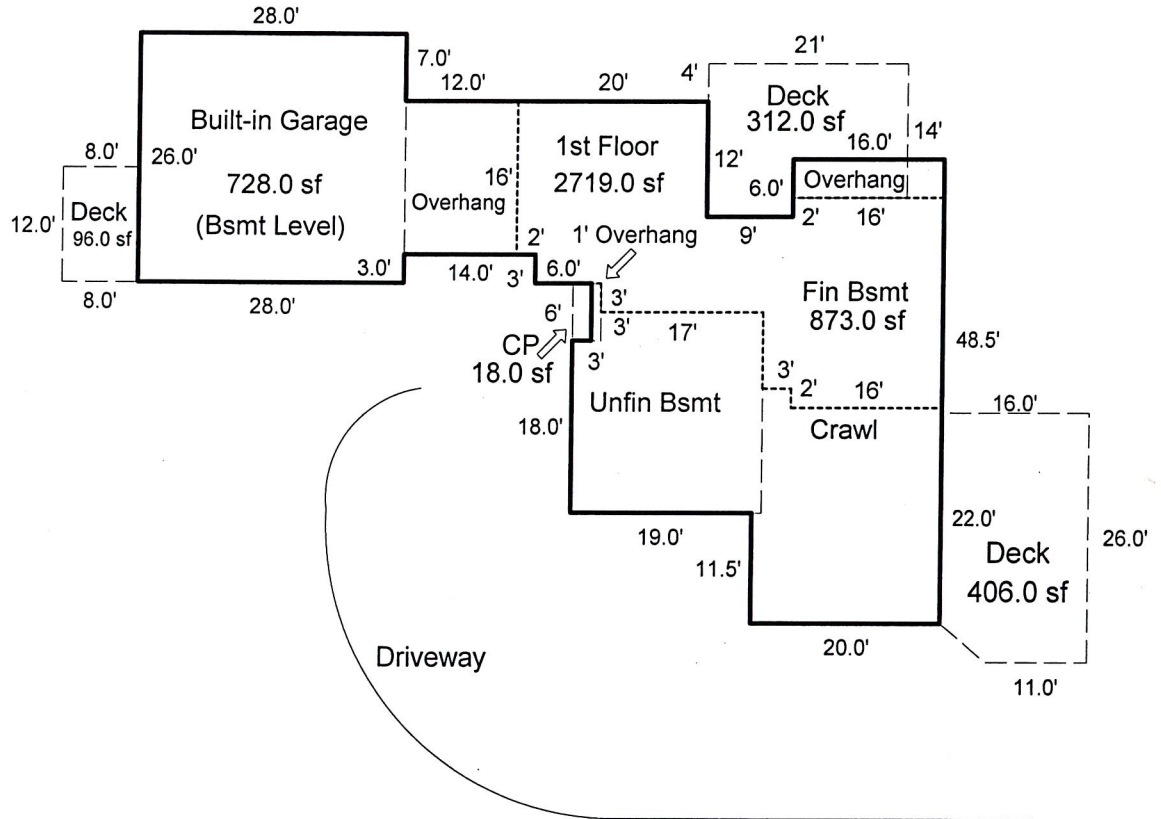 28.0'
7.0'
12.0'
20'
4'
21'
Deck
312.0 sf
14'
16.0'
Built-in Garage
26.0'
728.0 sf
(Bsmt Level)
8.0'
12.0'
Deck
96.0 sf
8.0'
28.0'
3.0'
Overhang
16'
1st Floor
2719.0 sf
12'
6.0'
Overhang
2'
16'
9'
2'
1' Overhang
14.0'
3'
6.0'
3'
3'
17'
6'
CP
18.0 sf
3'
Fin Bsmt
873.0 sf
48.5'
3'
2'
16'
Unfin Bsmt
Crawl
16.0'
18.0'
19.0'
11.5'
22.0'
26.0'
Deck
406.0 sf
20.0'
11.0'
Driveway